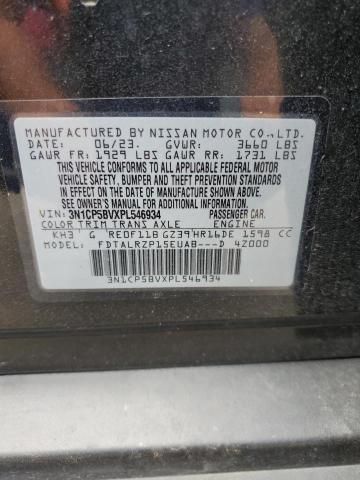 MANUFACTURED BY NISSAN MOTOR CO.,LTD.
DATE: 06/23. GVWR: 3660 LBS
GAWR FR: 1929 LBS GAWR RR: 1731 LBS
THIS VEHICLE CONFORMS TO ALL
APPLICABLE FEDERAL MOTOR
VEHICLE SAFETY, BUMPER AND THEFT
PREVENTION STANDARDS
IN EFFECT ON THE DATE OF
MANUFACTURE SHOWN ABOVE.
SEE OWNER'S MANUAL FOR
ADDITIONAL INFORMATION.
VIN: 3N1CP5BVXPL546934 PASSENGER CAR.
COLOR TRIM TRANS AXLE ENGINE
KH3 G RE0F11B GZ39 HR16DE 1598 CC
MODEL: FDTALRZP15EUAB---D 4Z000
3N1CP5BVXPL546934